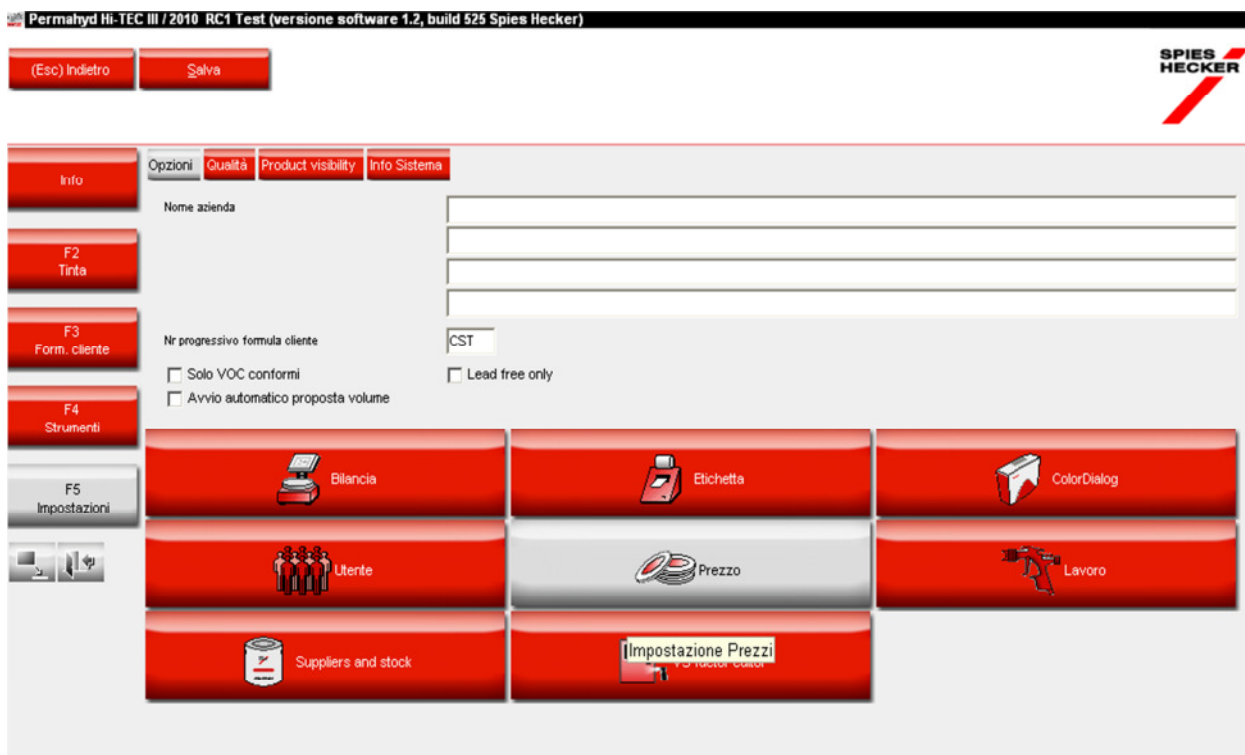 Permahyd Hi-TEC III / 2010 RC1 Test (versione software 1.2, build 525 Spies Hecker)
(Esc) Indietro
Salva
SPIES
HECKER
Info
Opzioni
Qualità
Product visibility
Info Sistema
Nome azienda
F2
Tinta
F3
Form. cliente
Nr progressivo formula cliente
CST
Solo VOC conformi
Lead free only
Avvio automatico proposta volume
F4
Strumenti
F5
Impostazioni
Bilancia
Etichetta
ColorDialog
Utente
Prezzo
Lavoro
Suppliers and stock
Impostazione Prezzi